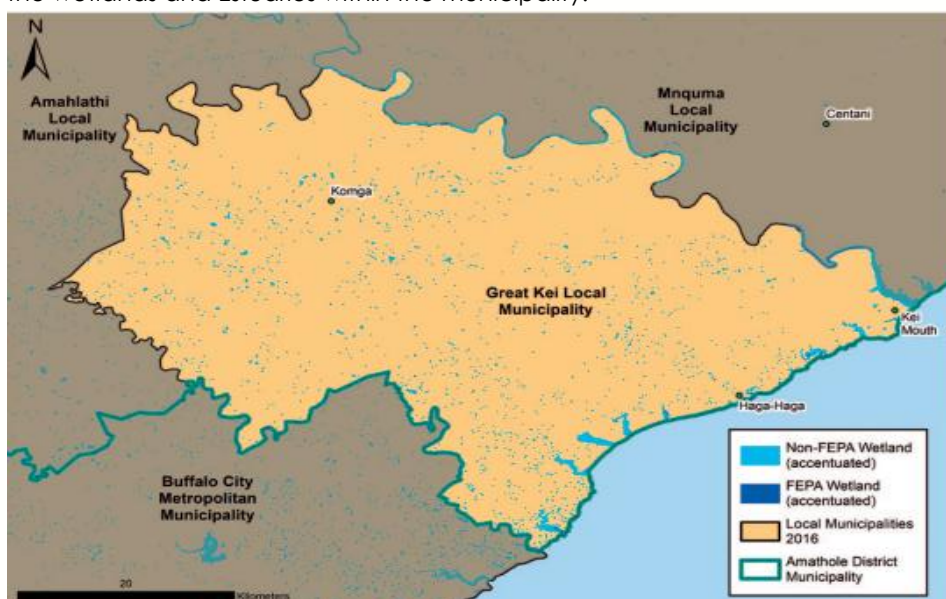 the wetlands and Estuaries within the municipality.
N
Amahlathi
Local
Municipality
Mnquma
Local
Municipality
Centani
Komga
Great Kei Local
Municipality
Kei
Mouth
Haga-Haga
Buffalo City
Metropolitan
Municipality
Non-FEPA Wetland
(accentuated)
FEPA Wetland
(accentuated)
Local Municipalities
2016
Amathole District
Municipality
20
Kilometers